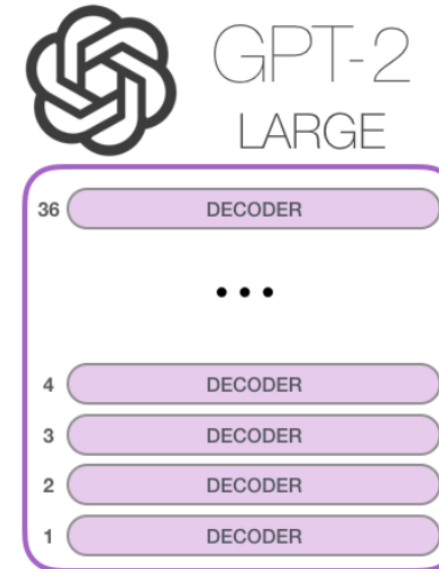 GPT-2
LARGE
36 DECODER
...
4 DECODER
3 DECODER
2 DECODER
1 DECODER